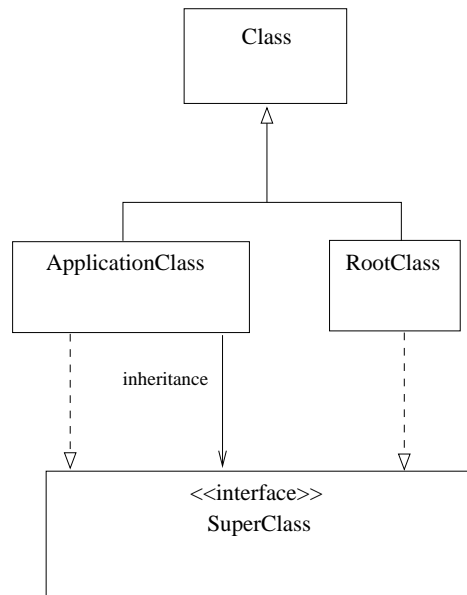 Class
ApplicationClass
RootClass
inheritance
<<interface>>
SuperClass